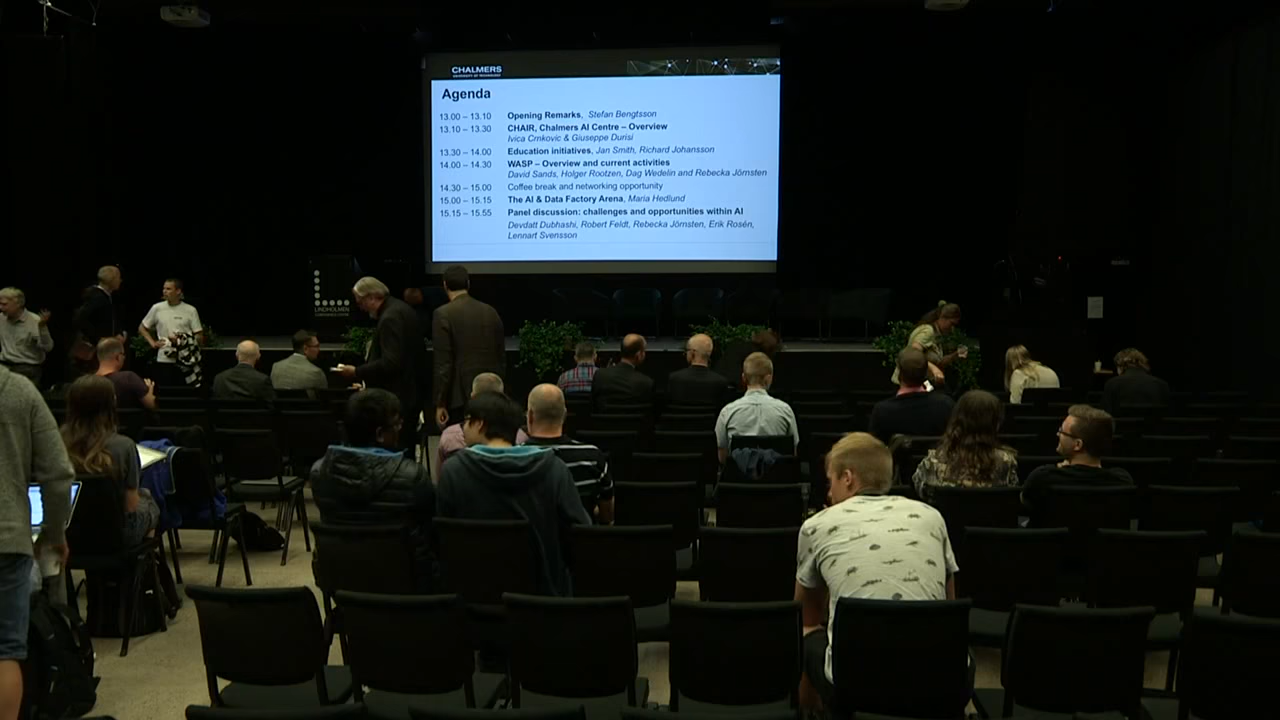 CHALMERS
UNIVERSITY OF TECHNOLOGY
Agenda
13.00 – 13.10 Opening Remarks, Stefan Bengtsson
13.10 – 13.30 CHAIR, Chalmers AI Centre – Overview
Ivica Crnkovic & Giuseppe Durisi
13.30 – 14.00 Education initiatives, Jan Smith, Richard Johansson
14.00 – 14.30 WASP – Overview and current activities
David Sands, Holger Rootzen, Dag Wedelin and Rebecka Jörnsten
14.30 – 15.00 Coffee break and networking opportunity
15.00 – 15.15 The AI & Data Factory Arena, Maria Hedlund
15.15 – 15.55 Panel discussion: challenges and opportunities within AI
Devdatt Dubhashi, Robert Feldt, Rebecka Jörnsten, Erik Rosén,
Lennart Svensson
LINDHOLMEN